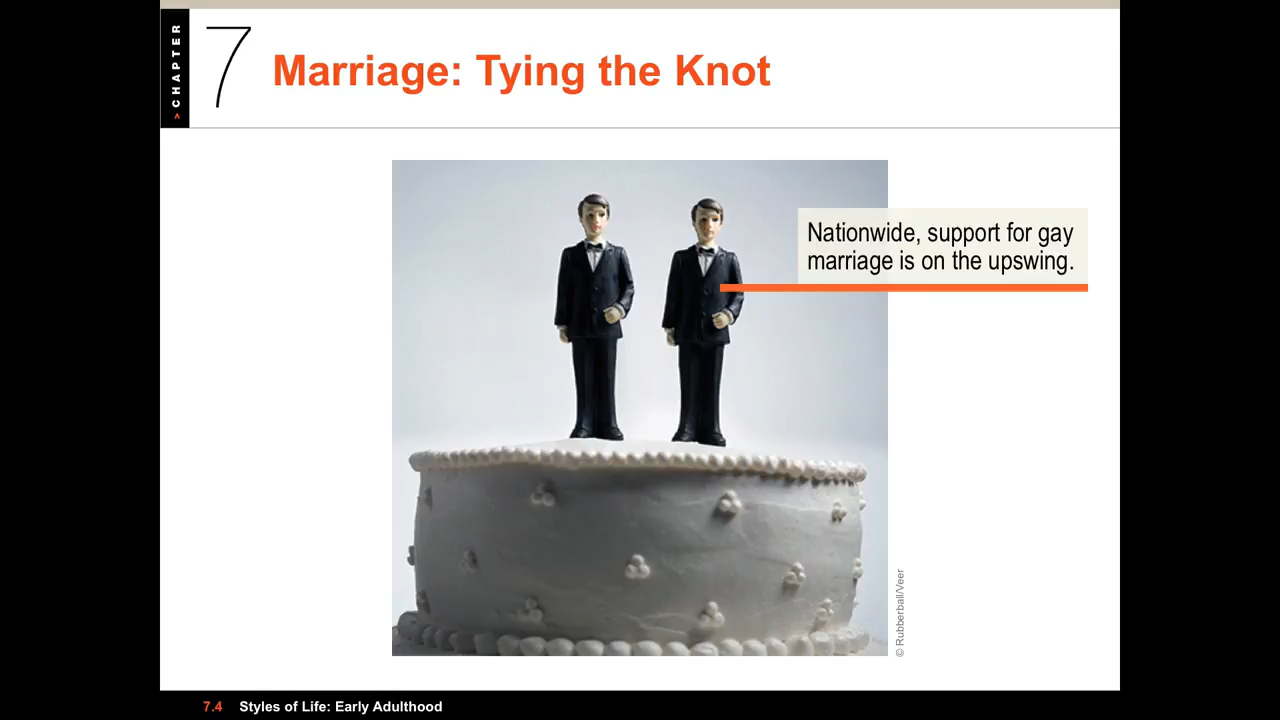 > CHAPTER
7
Marriage: Tying the Knot
Nationwide, support for gay
marriage is on the upswing.
© Rubberball/Veer
7.4 Styles of Life: Early Adulthood